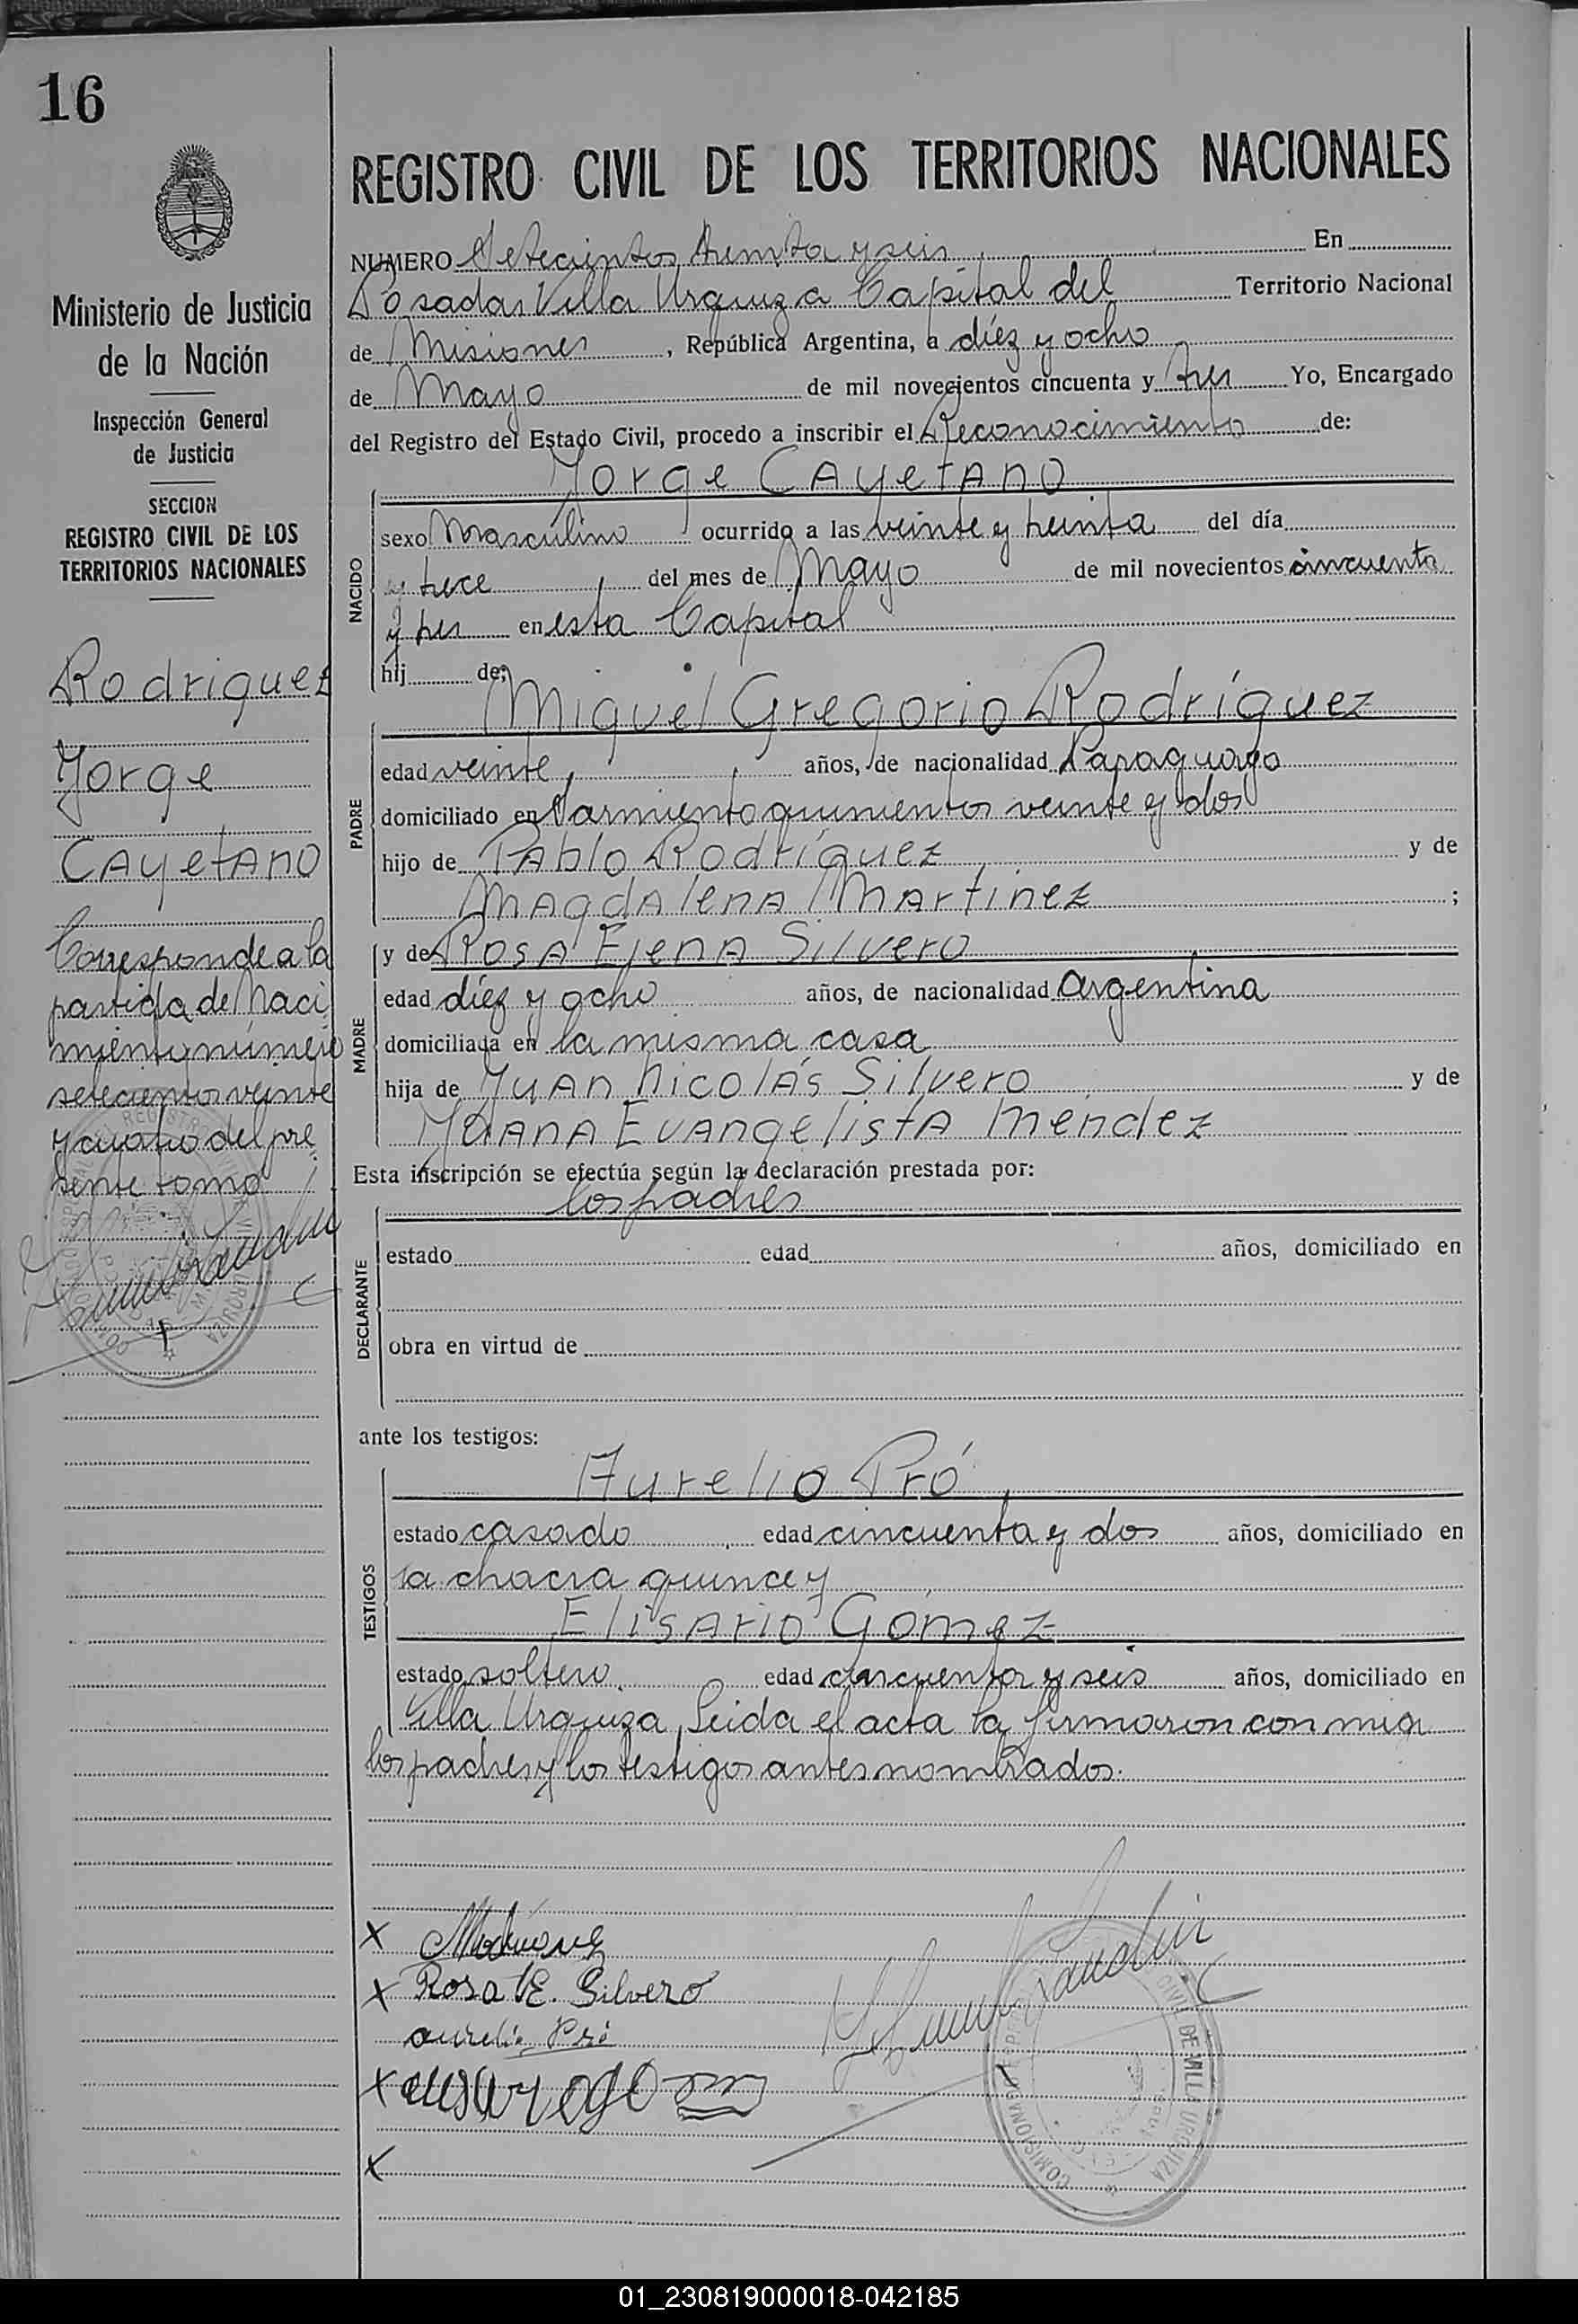 16
Ministerio de Justicia
de la Nación
Inspección General
de Justicia
SECCION
REGISTRO CIVIL DE LOS
TERRITORIOS NACIONALES
Rodriguez
Jorge
Cayetano
Corresponde a la
partida de Naci
miento número
setecientos veinte
y cuatro del pre
sente tomo
REGISTRO CIVIL DE LOS TERRITORIOS NACIONALES
NUMERO Setecientos treinta y seis En
Posadas Villa Urquiza Capital del Territorio Nacional
de Misiones, República Argentina, a diéz y ocho
de Mayo de mil novecientos cincuenta y tres Yo, Encargado
del Registro del Estado Civil, procedo a inscribir el Reconocimiento de:
Jorge Cayetano
NACIDO
sexo Masculino ocurrido a las veinte y treinta del día
trece del mes de Mayo de mil novecientos cincuenta
y tres en esta Capital
hij de:
Miguel Gregorio Rodríguez
PADRE
edad veinte, años, de nacionalidad Paraguayo
domiciliado en Sarmiento quinientos veinte y dos
hijo de Pablo Rodríguez y de
Magdalena Martinez ;
MADRE
y de Rosa Elena Silvero
edad diéz y ocho años, de nacionalidad Argentina
domiciliada en la misma casa
hija de Juan Nicolás Silvero y de
Juana Evangelista Méndez
Esta inscripción se efectúa según la declaración prestada por:
los padres
DECLARANTE
estado edad años, domiciliado en
obra en virtud de
ante los testigos:
TESTIGOS
Aurelio Pró,
estado casado edad cincuenta y dos años, domiciliado en
la chacra quince y
Elisario Gómez
estado soltero, edad cincuenta y seis años, domiciliado en
Villa Urquiza, Leida el acta la firmaron con migo
los padres y los testigos antes nombrados.
X
X Rosa E. Silvero
aurelio Pró
X
X
COMISIONADO CIVIL DE VILLA URQUIZA
01_230819000018-042185